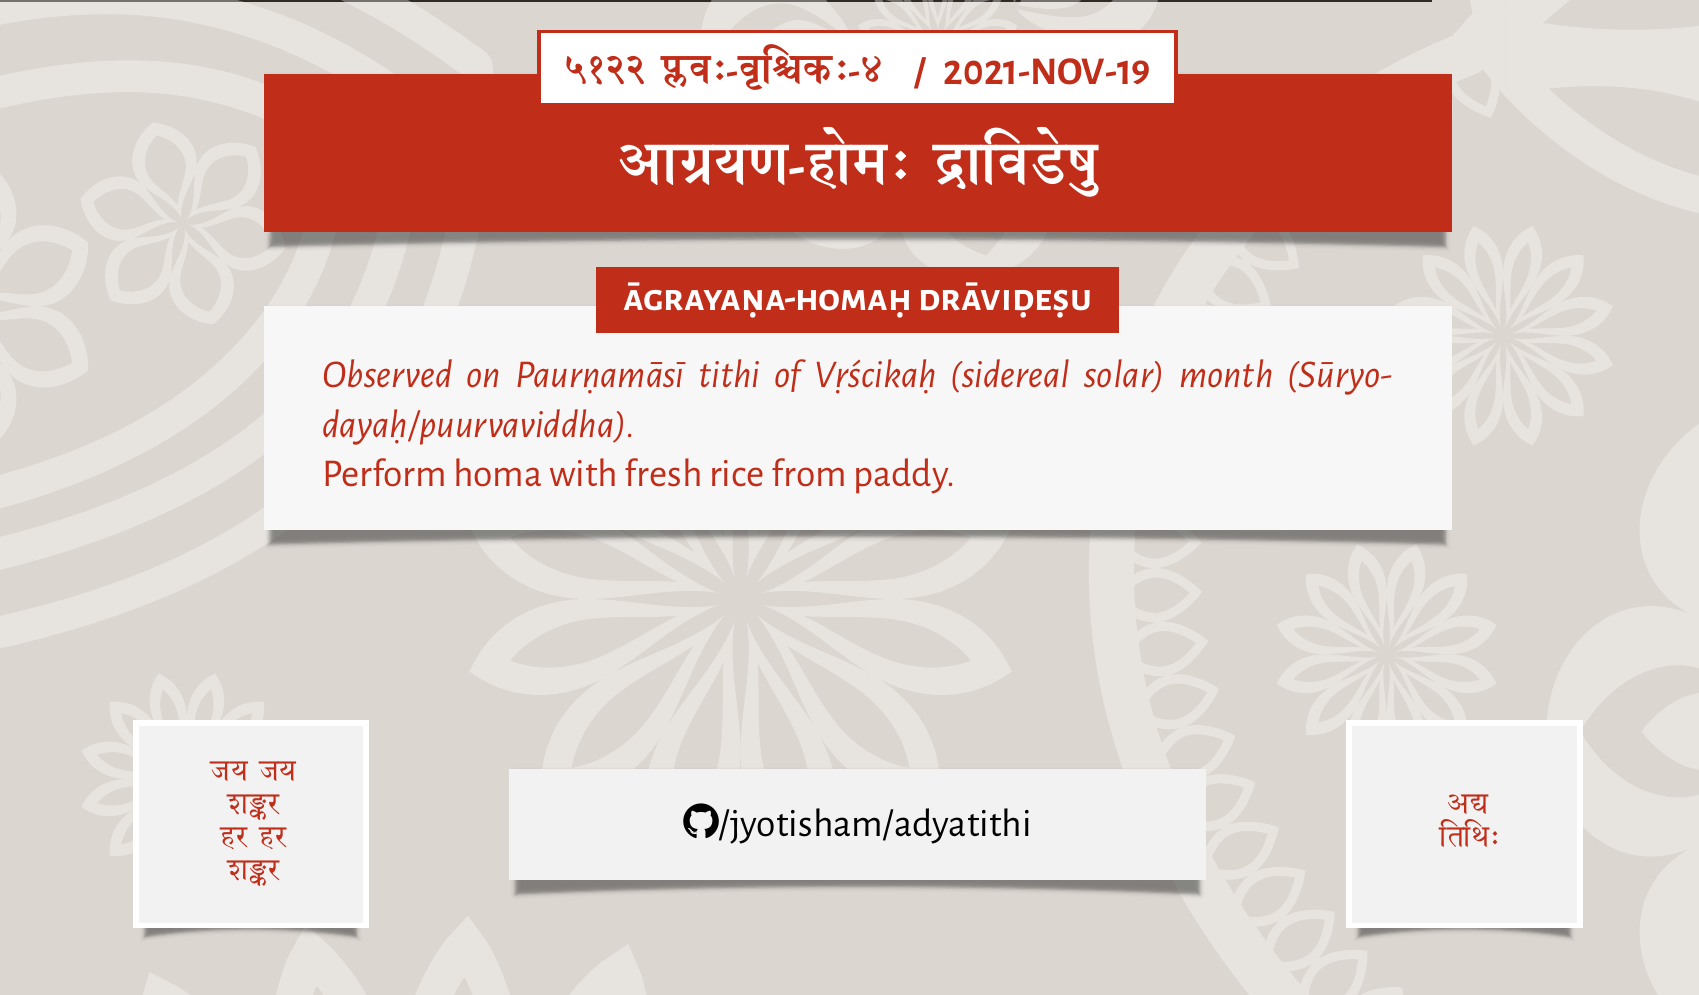 ५१२२ प्लवः-वृश्चिकः-४ / 2021-NOV-19
आग्रयण-होमः द्राविडेषु
ĀGRAYAṆA-HOMAḤ DRĀVIḌEṢU
Observed on Paurṇamāsī tithi of Vṛścikaḥ (sidereal solar) month (Sūryo-
dayaḥ/puurvaviddha).
Perform homa with fresh rice from paddy.
जय जय
शङ्कर
हर हर
शङ्कर
/jyotisham/adyatithi
अद्य
तिथिः